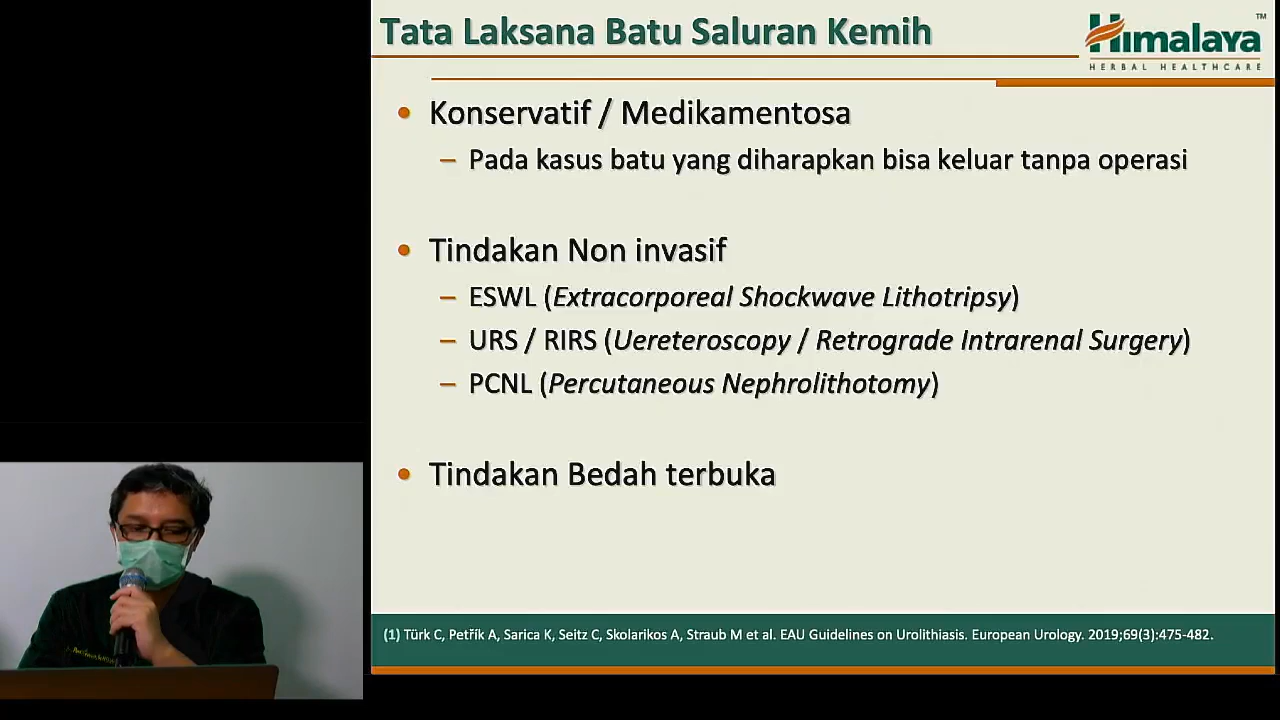 Tata Laksana Batu Saluran Kemih
Himalaya™
HERBAL HEALTHCARE
• Konservatif / Medikamentosa
– Pada kasus batu yang diharapkan bisa keluar tanpa operasi
• Tindakan Non invasif
– ESWL (Extracorporeal Shockwave Lithotripsy)
– URS / RIRS (Uereteroscopy / Retrograde Intrarenal Surgery)
– PCNL (Percutaneous Nephrolithotomy)
• Tindakan Bedah terbuka
(1) Türk C, Petřík A, Sarica K, Seitz C, Skolarikos A, Straub M et al. EAU Guidelines on Urolithiasis. European Urology. 2019;69(3):475-482.